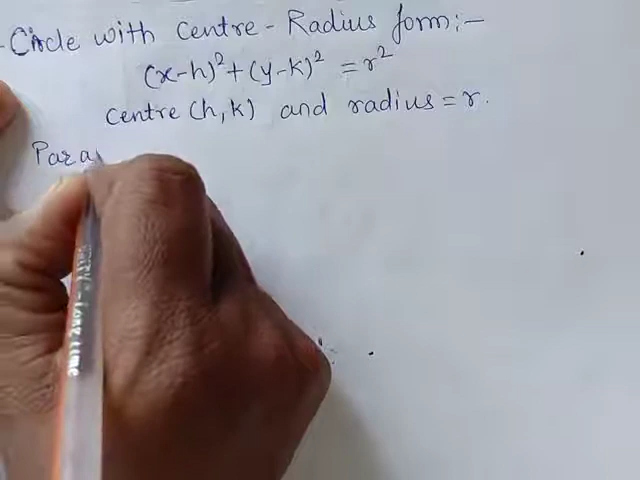 Circle with Centre - Radius form :-
(x-h)² + (y-k)² = r²
Centre (h, k) and radius = r.
Para